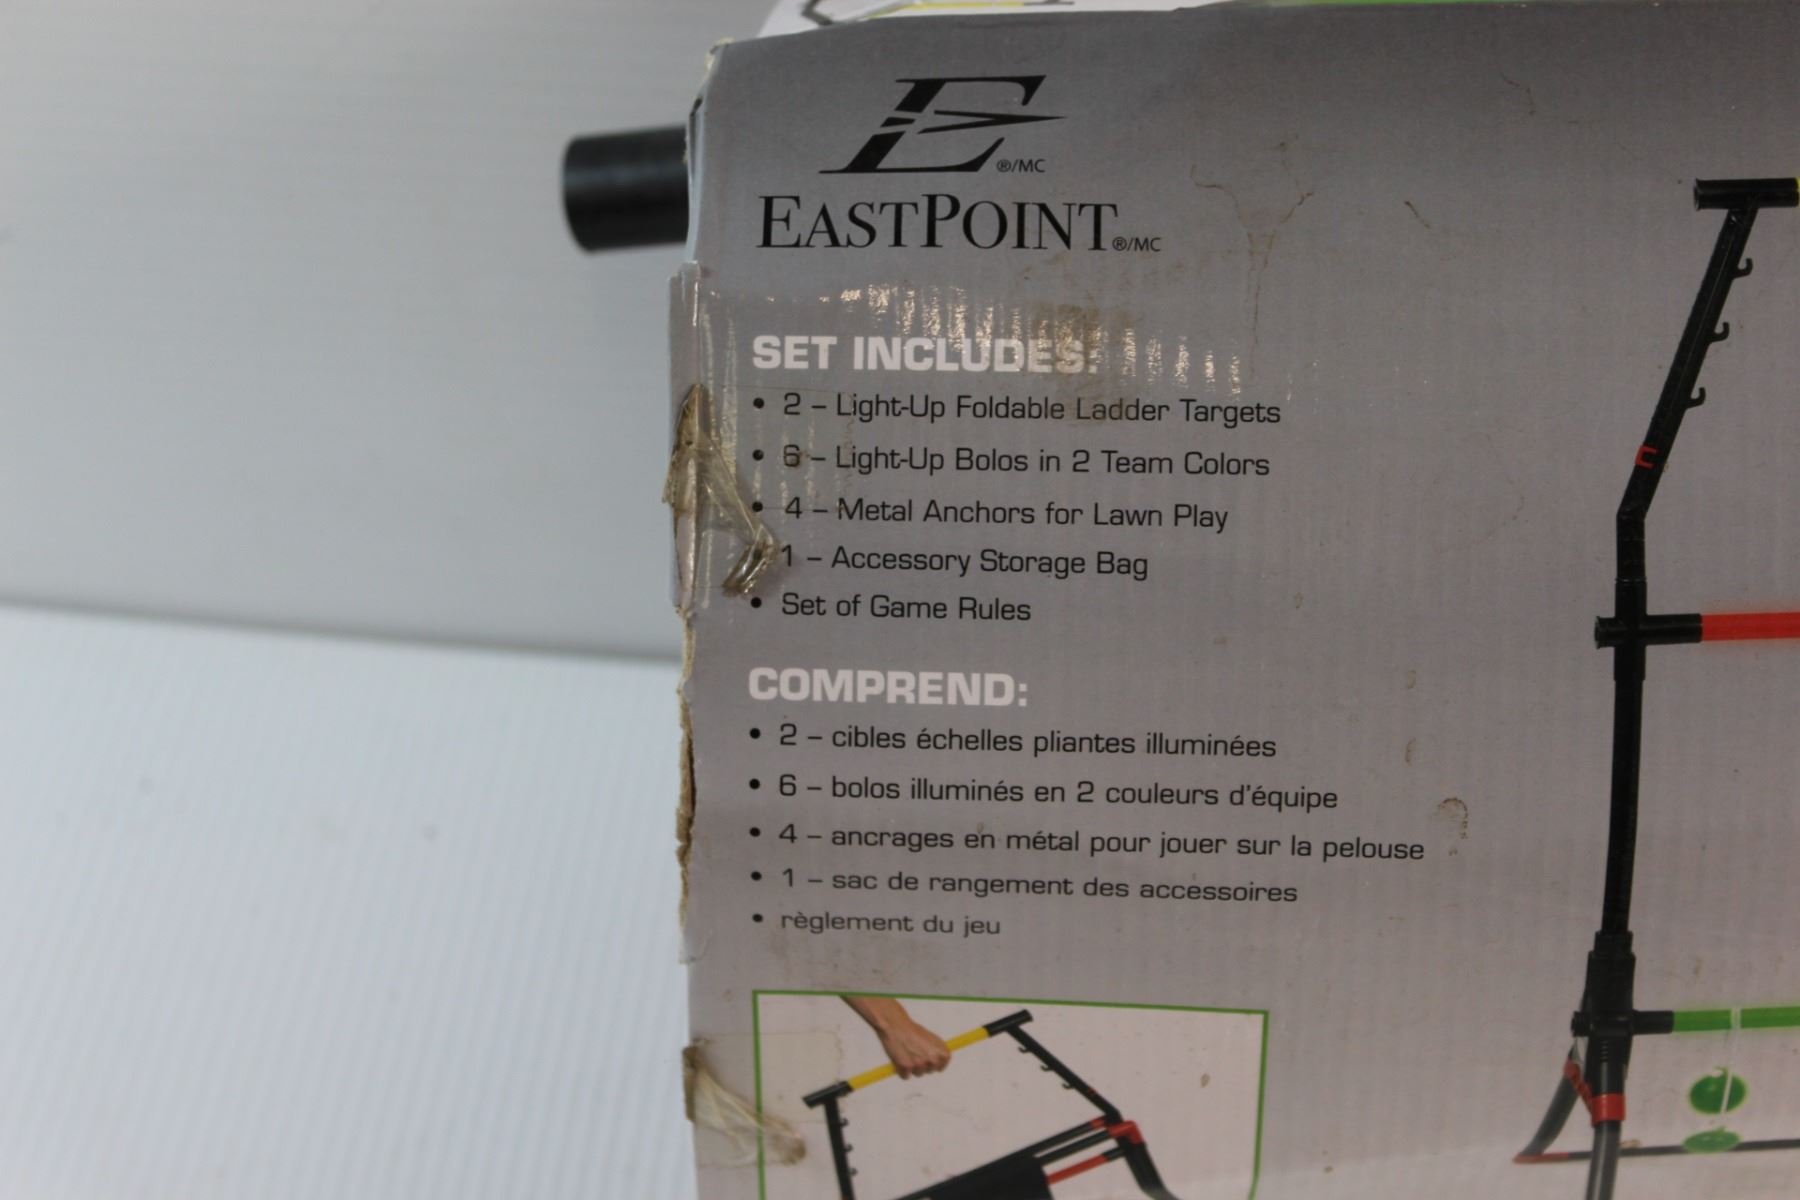 E®/MC
EASTPOINT®/MC
SET INCLUDES:
• 2 – Light-Up Foldable Ladder Targets
• 6 – Light-Up Bolos in 2 Team Colors
• 4 – Metal Anchors for Lawn Play
1 – Accessory Storage Bag
• Set of Game Rules
COMPREND:
• 2 – cibles échelles pliantes illuminées
• 6 – bolos illuminés en 2 couleurs d'équipe
• 4 – ancrages en métal pour jouer sur la pelouse
• 1 – sac de rangement des accessoires
• règlement du jeu